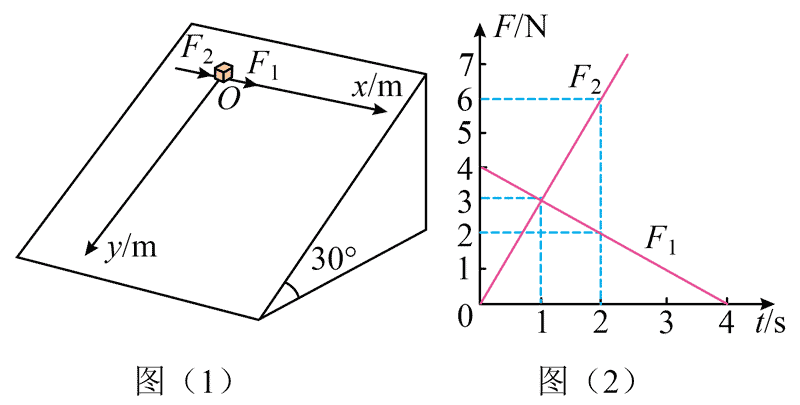 F₂ F₁
O x/m
y/m
30°
图（1）
F/N
7
F₂
6
5
4
3
2
F₁
1
0 1 2 3 4 t/s
图（2）